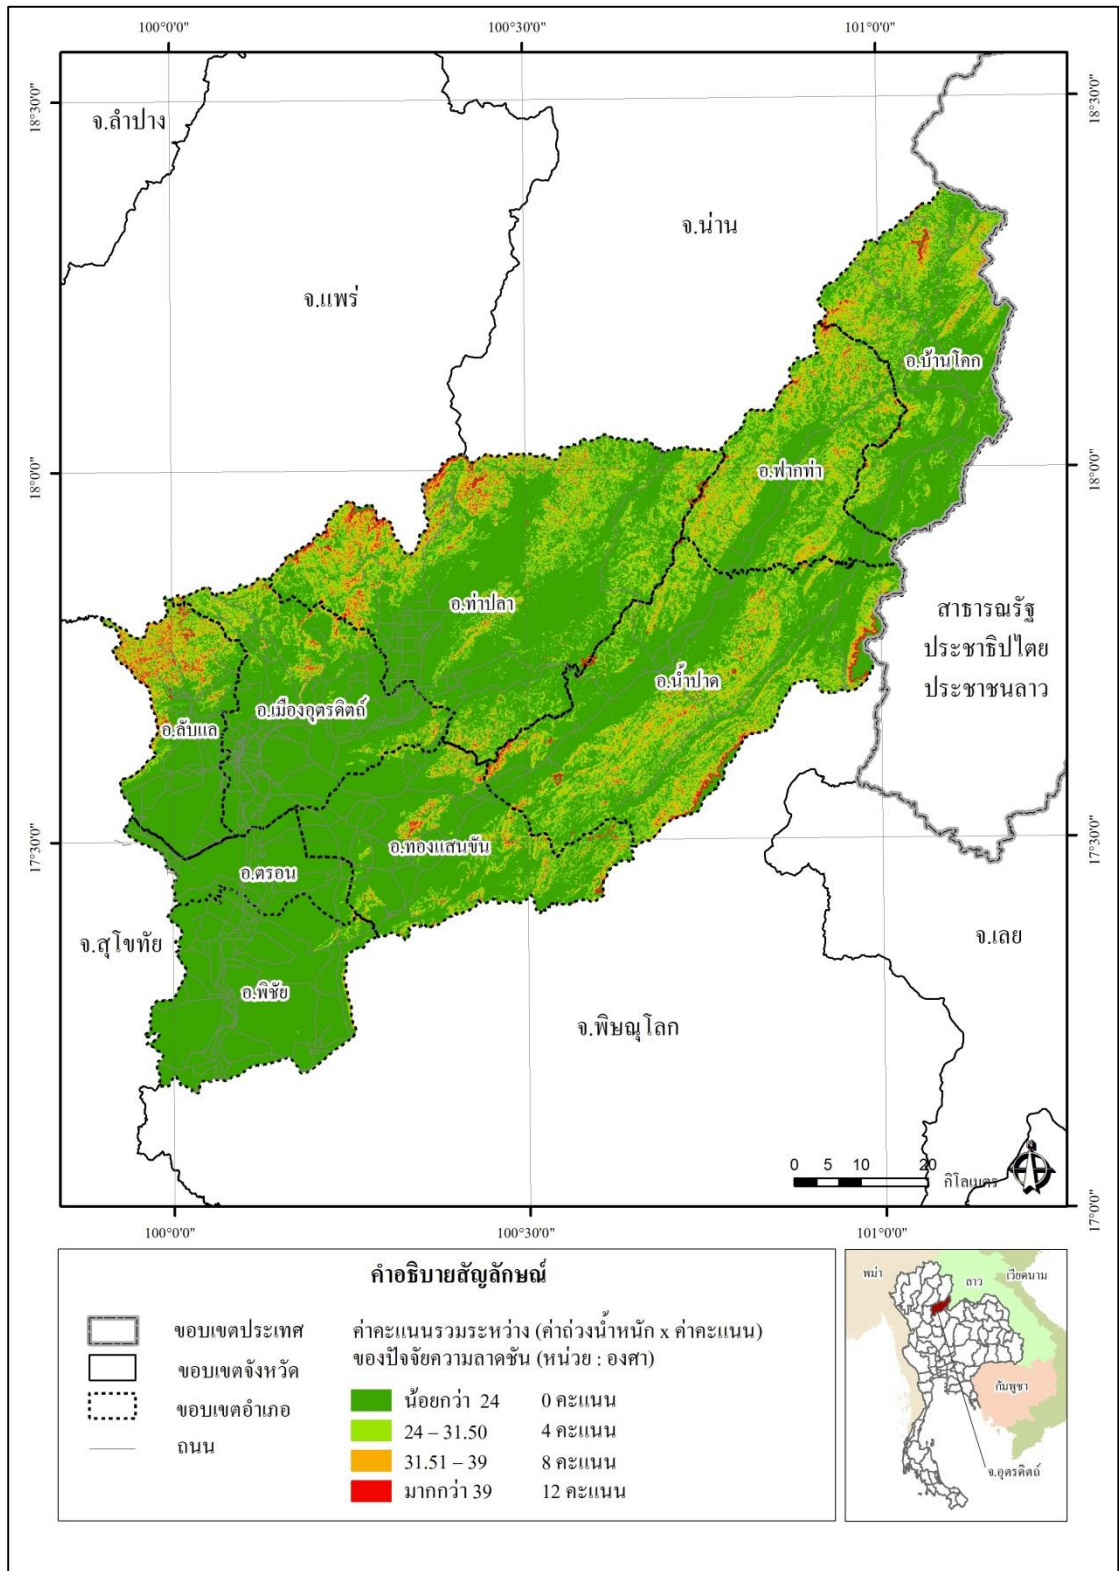 100°0'0" 100°30'0" 101°0'0"
18°30'0" 18°30'0"
จ.ลำปาง
จ.น่าน
จ.แพร่
อ.บ้านโคก
18°0'0" 18°0'0"
อ.ฟากท่า
อ.ท่าปลา
สาธารณรัฐ
ประชาธิปไตย
ประชาชนลาว
อ.น้ำปาด
อ.เมืองอุตรดิตถ์
อ.ลับแล
17°30'0" 17°30'0"
อ.ทองแสนขัน
อ.ตรอน
จ.สุโขทัย
จ.เลย
อ.พิชัย
จ.พิษณุโลก
0 5 10 20
กิโลเมตร
17°0'0"
100°0'0" 100°30'0" 101°0'0"
คำอธิบายสัญลักษณ์
ขอบเขตประเทศ
ขอบเขตจังหวัด
ขอบเขตอำเภอ
ถนน
ค่าคะแนนรวมระหว่าง (ค่าถ่วงน้ำหนัก x ค่าคะแนน)
ของปัจจัยความลาดชัน (หน่วย : องศา)
น้อยกว่า 24 0 คะแนน
24 – 31.50 4 คะแนน
31.51 – 39 8 คะแนน
มากกว่า 39 12 คะแนน
พม่า
ลาว
เวียดนาม
กัมพูชา
จ.อุตรดิตถ์